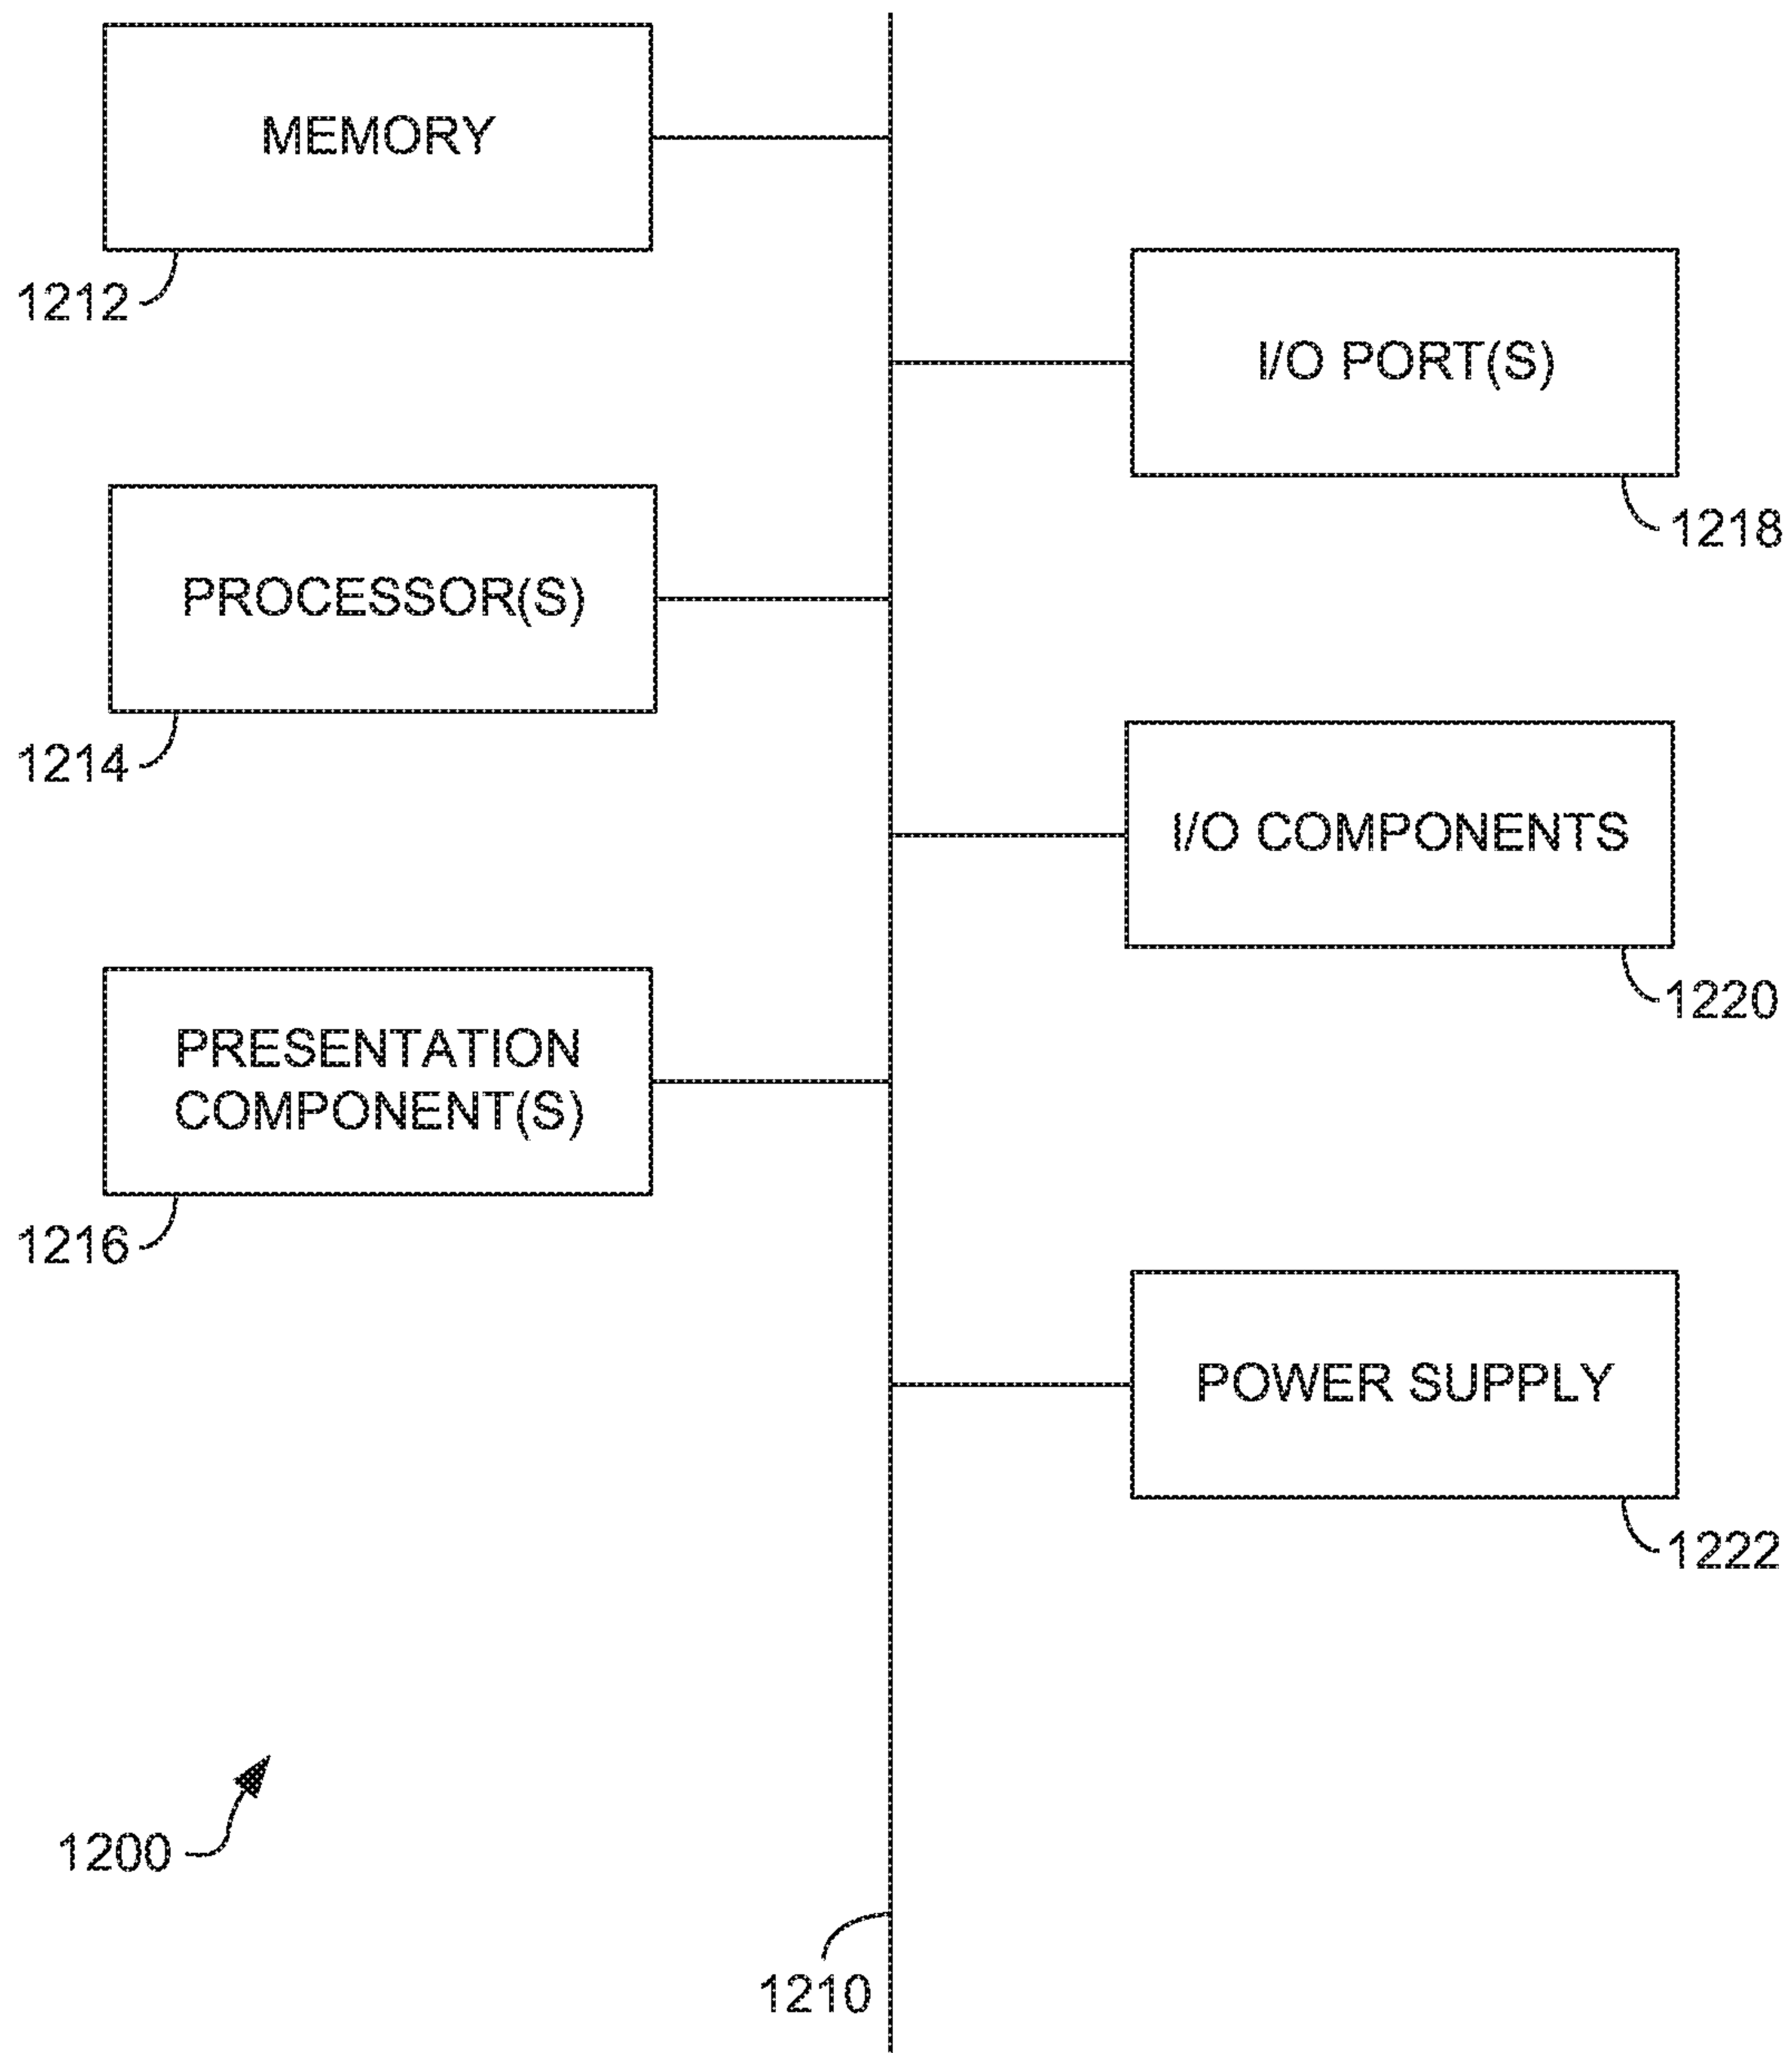 MEMORY
1212
I/O PORT(S)
1218
PROCESSOR(S)
1214
I/O COMPONENTS
1220
PRESENTATION
COMPONENT(S)
1216
POWER SUPPLY
1222
1200
1210